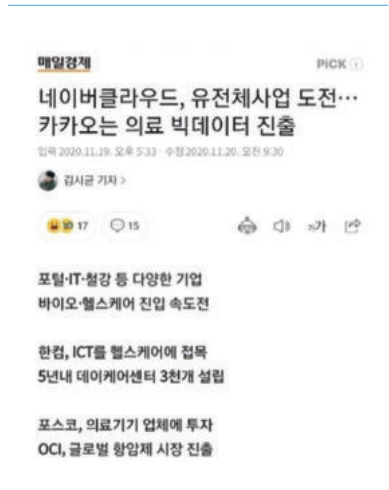 매일경제
PiCK
네이버클라우드, 유전체사업 도전…
카카오는 의료 빅데이터 진출
입력 2020.11.19. 오후 5:33 · 수정 2020.11.20. 오전 9:30
김시균 기자 >
17 15 가
포털·IT·철강 등 다양한 기업
바이오·헬스케어 진입 속도전
한컴, ICT를 헬스케어에 접목
5년내 데이케어센터 3천개 설립
포스코, 의료기기 업체에 투자
OCI, 글로벌 항암제 시장 진출